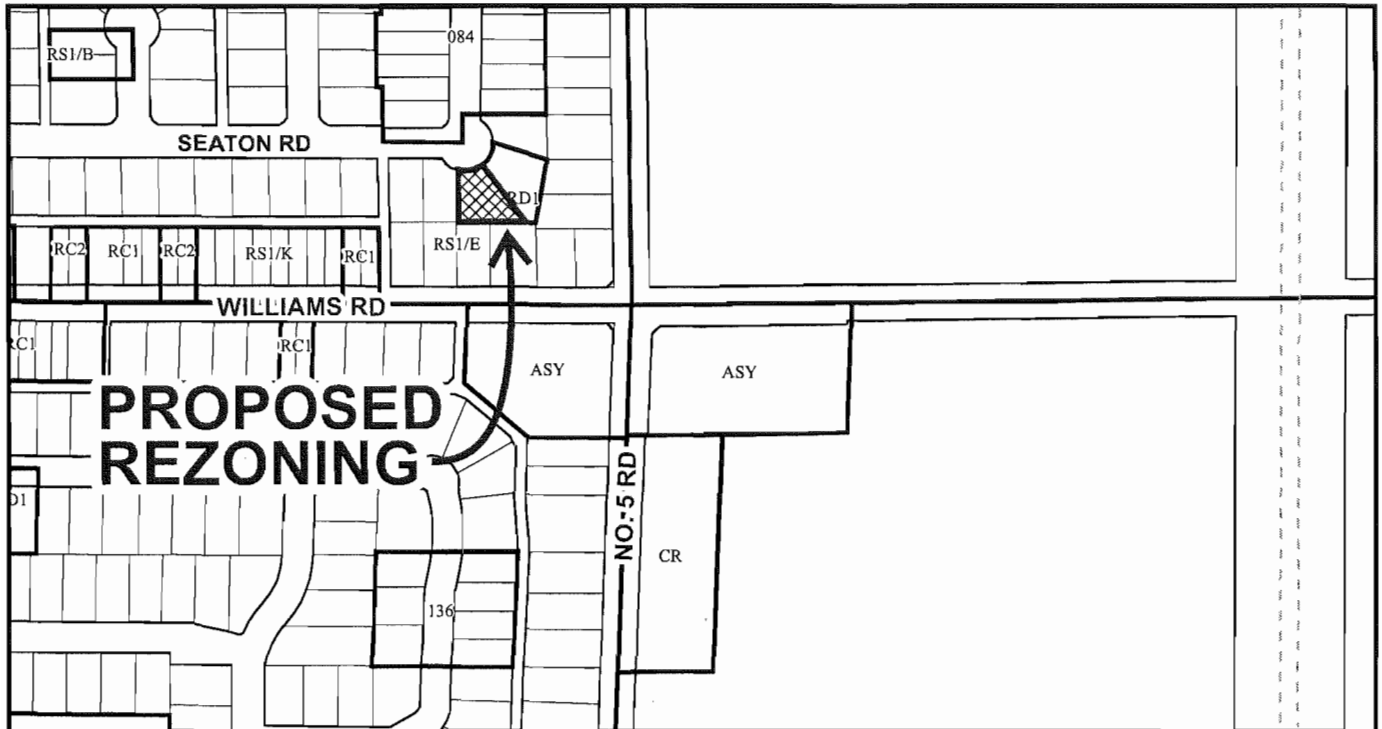 084
RS1/B
SEATON RD
RD1
RS1/E
RC2
RC1
RC2
RS1/K
RC1
WILLIAMS RD
RC1
RC1
ASY
ASY
PROPOSED
REZONING
NO. 5 RD
D1
CR
136